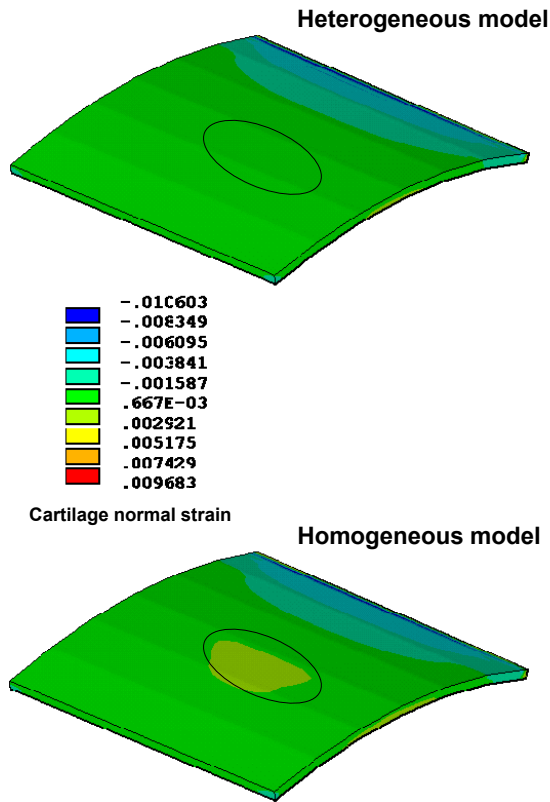 Heterogeneous model
-.010603
-.008349
-.006095
-.003841
-.001587
.667E-03
.002921
.005175
.007429
.009683
Cartilage normal strain
Homogeneous model